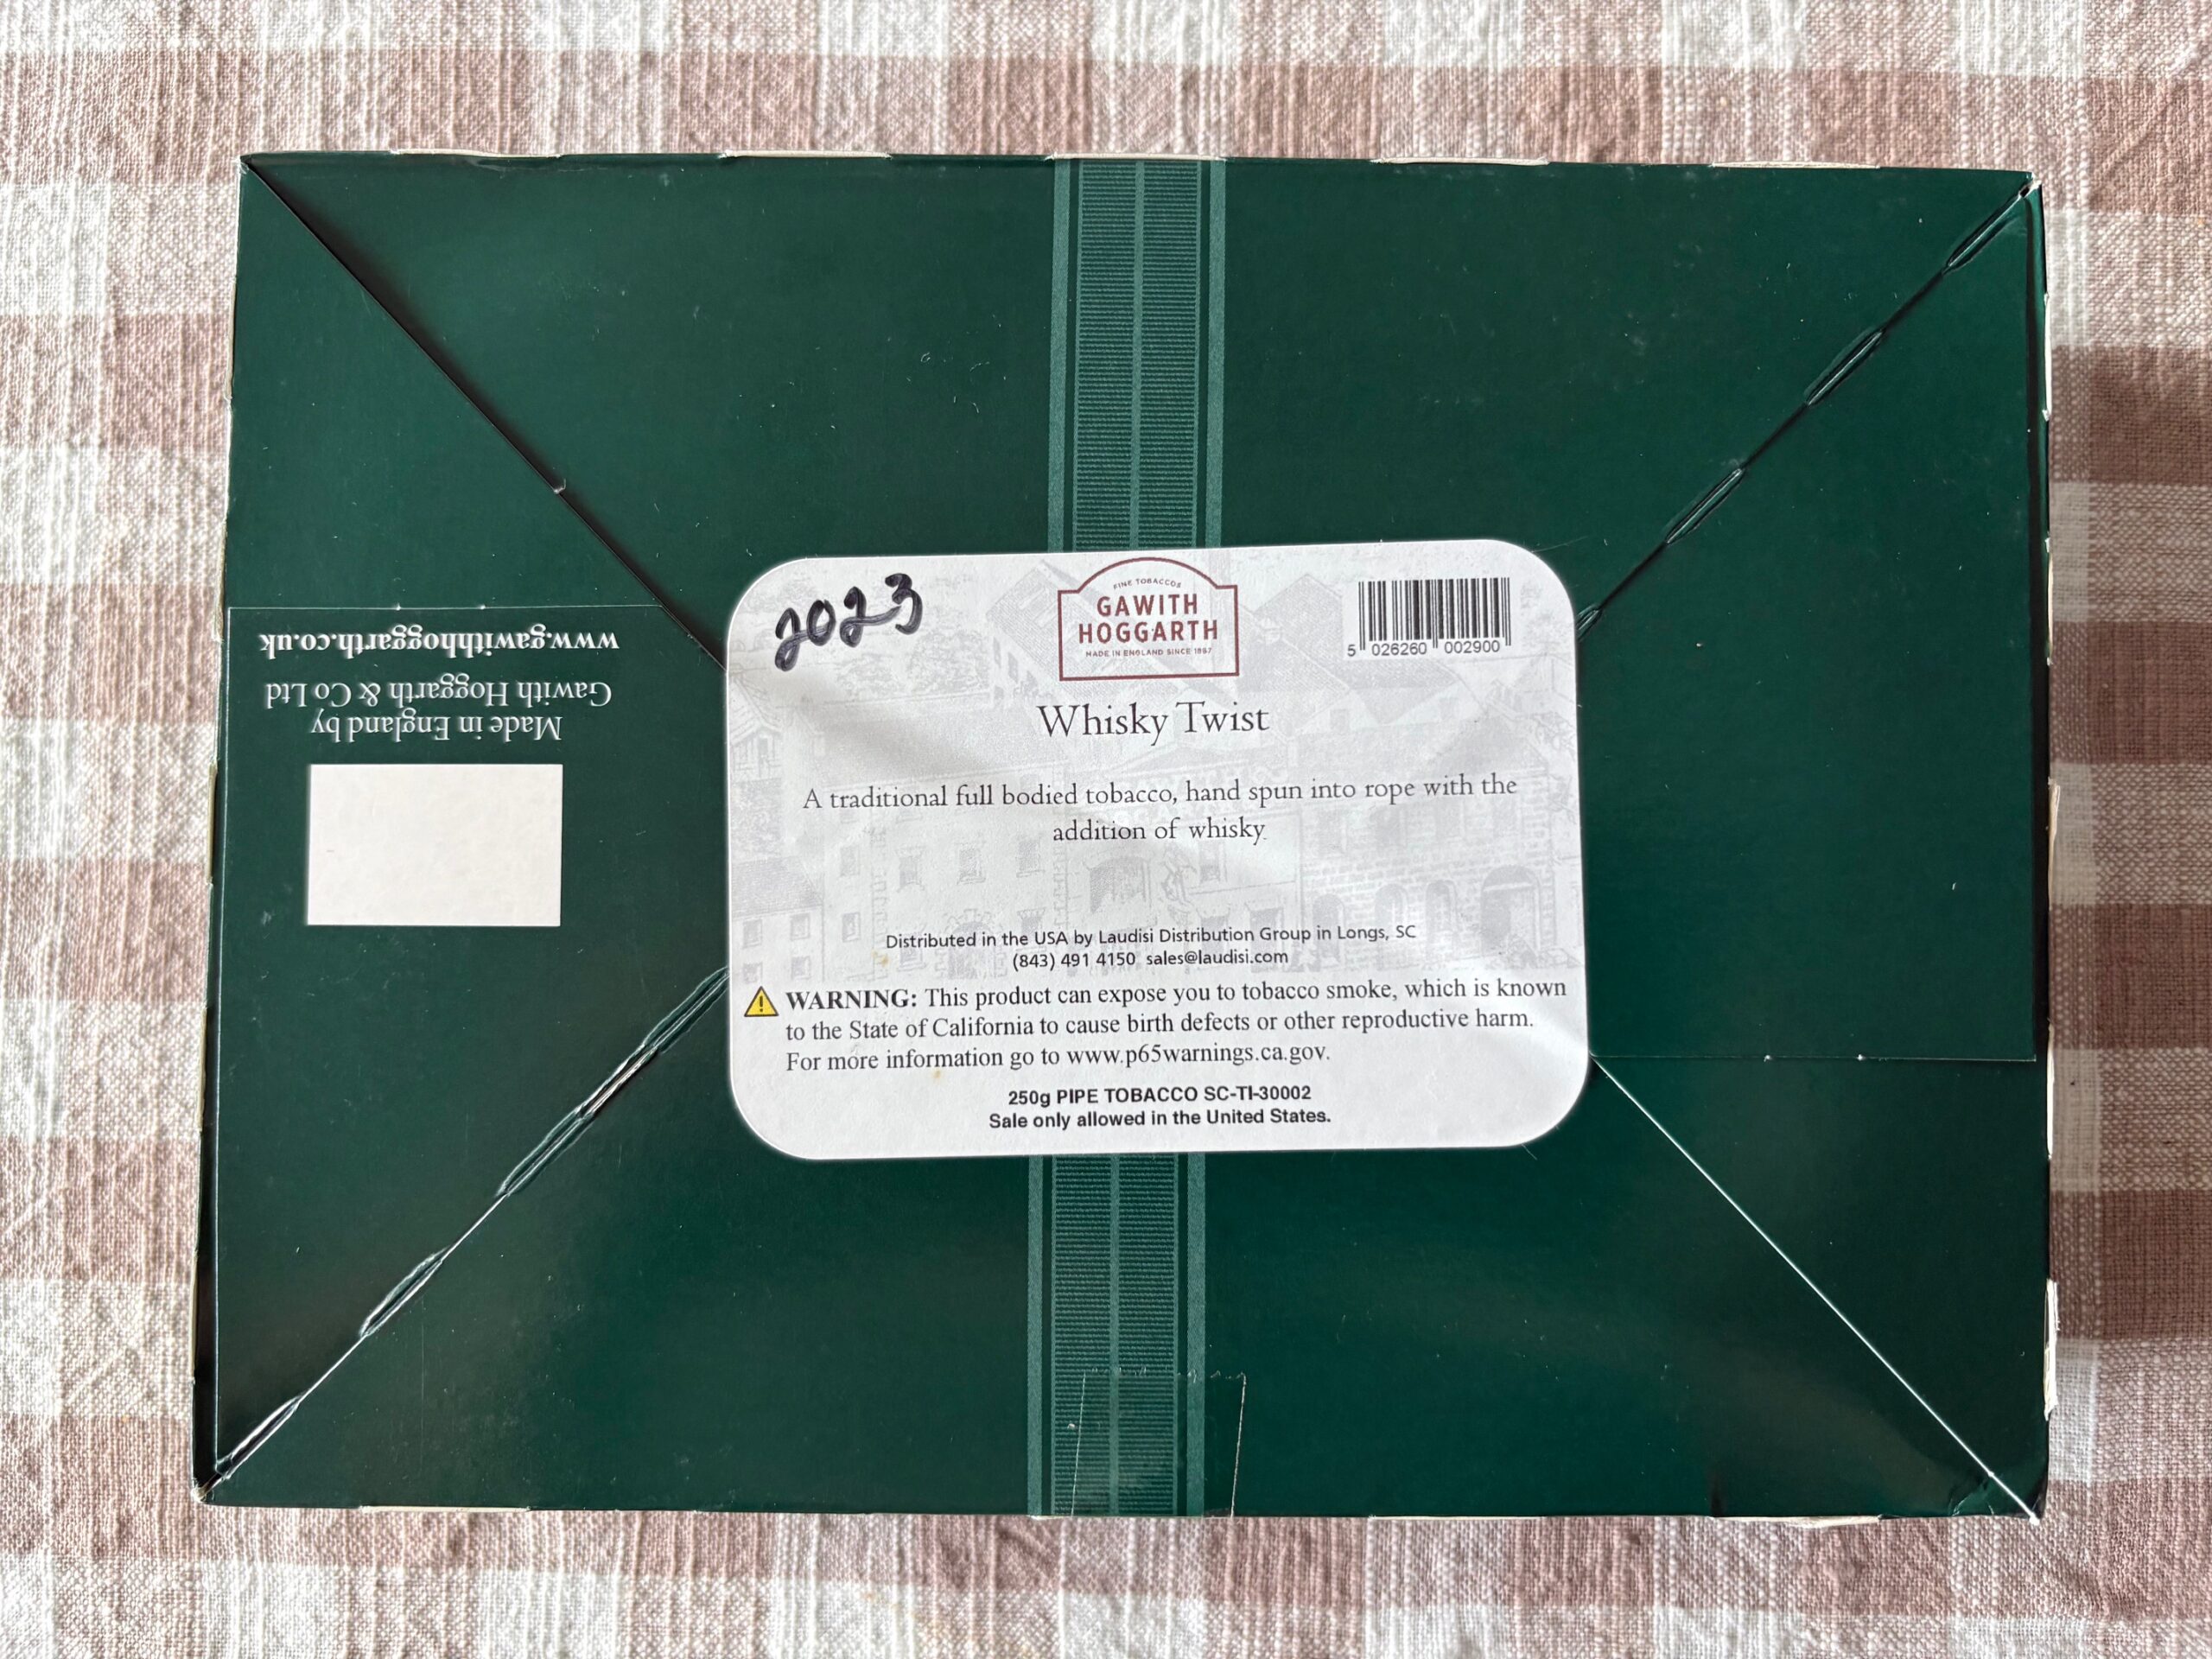 2023
FINE TOBACCOS
GAWITH
HOGGARTH
MADE IN ENGLAND SINCE 1887
5 026260 002900
Whisky Twist
A traditional full bodied tobacco, hand spun into rope with the
addition of whisky.
Distributed in the USA by Laudisi Distribution Group in Longs, SC
(843) 491 4150 sales@laudisi.com
WARNING: This product can expose you to tobacco smoke, which is known
to the State of California to cause birth defects or other reproductive harm.
For more information go to www.p65warnings.ca.gov.
250g PIPE TOBACCO SC-TI-30002
Sale only allowed in the United States.
Made in England by
Gawith Hoggarth & Co Ltd
www.gawithhoggarth.co.uk